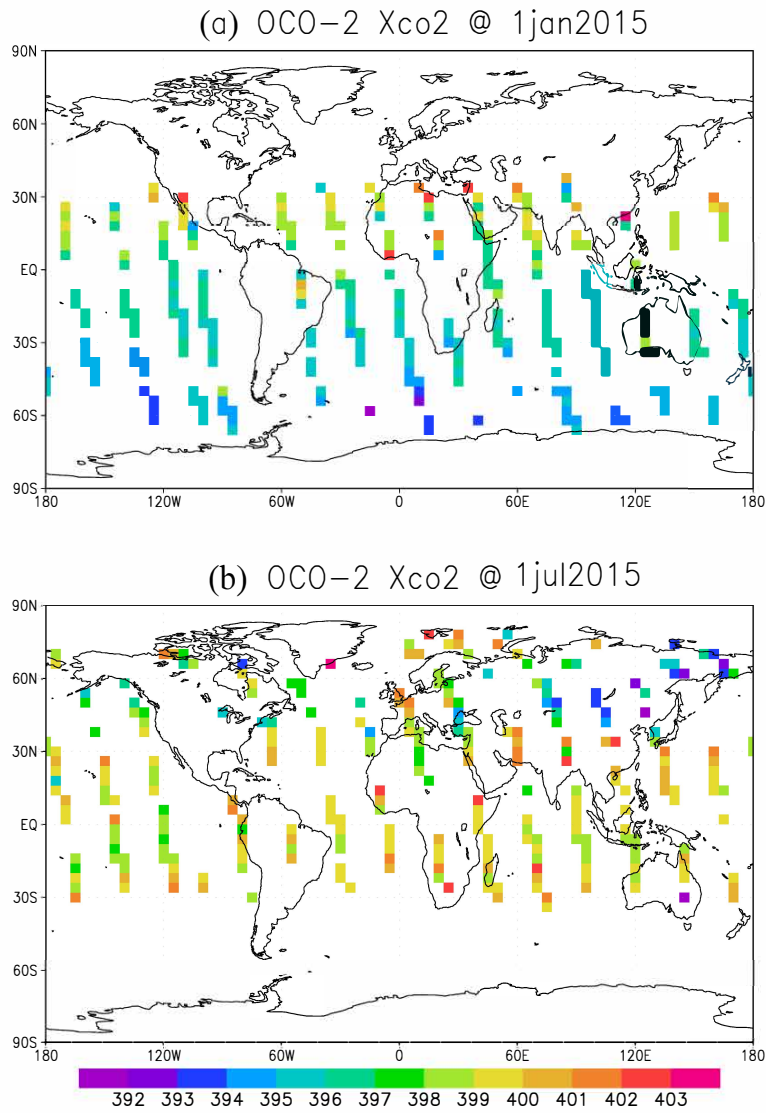 (a) OCO-2 Xco2 @ 1jan2015
90N
60N
30N
EQ
30S
60S
90S
180 120W 60W 0 60E 120E 180
(b) OCO-2 Xco2 @ 1jul2015
90N
60N
30N
EQ
30S
60S
90S
180 120W 60W 0 60E 120E 180
392 393 394 395 396 397 398 399 400 401 402 403